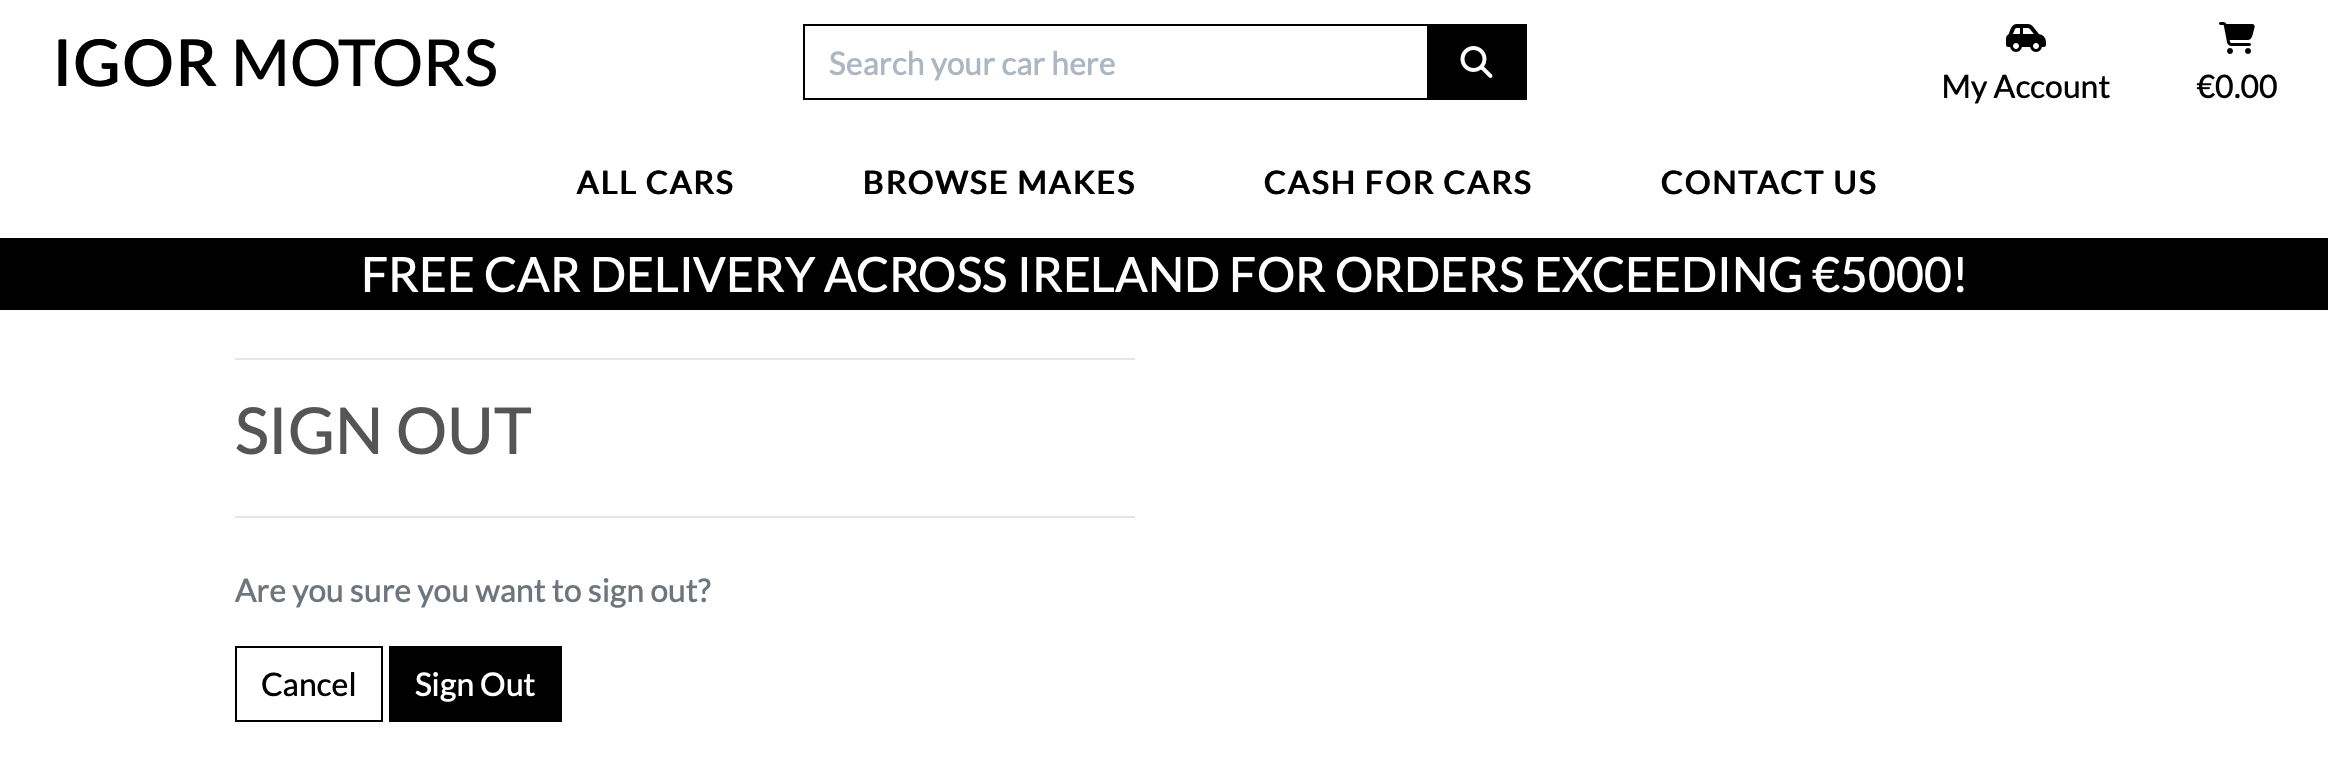 IGOR MOTORS
Search your car here
My Account
€0.00
ALL CARS
BROWSE MAKES
CASH FOR CARS
CONTACT US
FREE CAR DELIVERY ACROSS IRELAND FOR ORDERS EXCEEDING €5000!
SIGN OUT
Are you sure you want to sign out?
Cancel
Sign Out